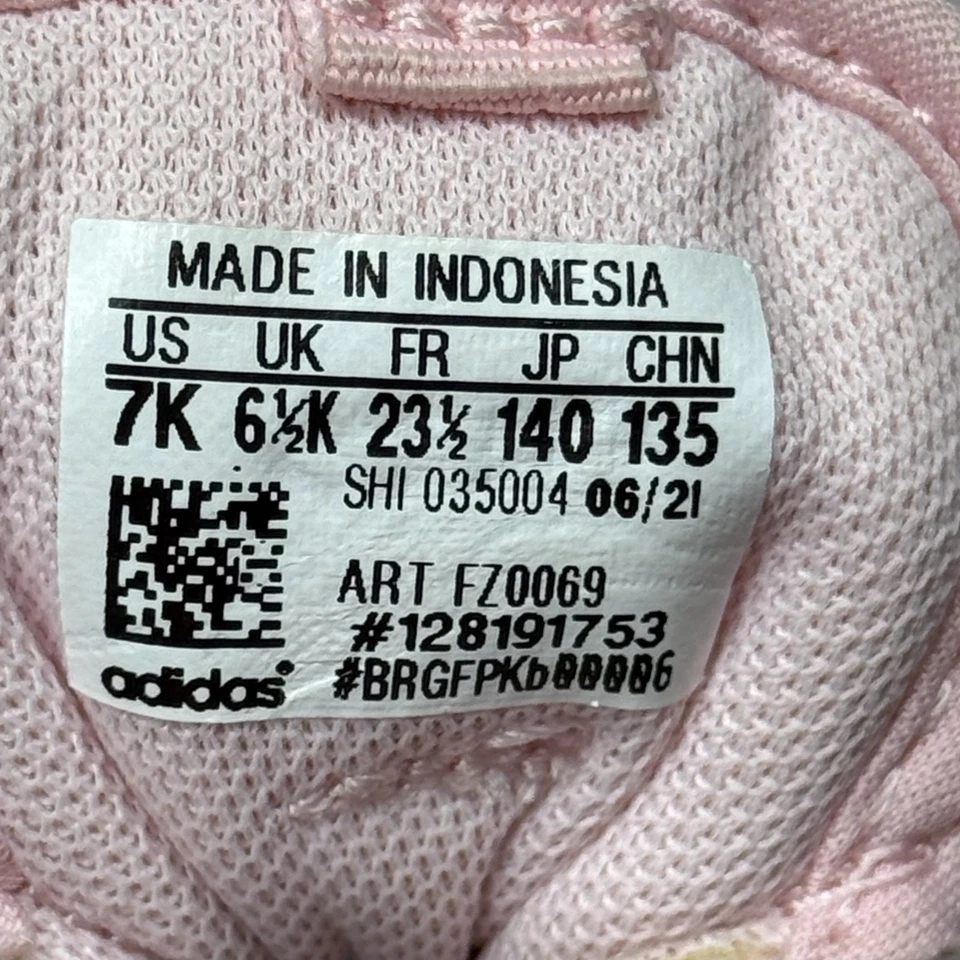 MADE IN INDONESIA
US UK FR JP CHN
7K 6½K 23½ 140 135
SHI 035004 06/21
ART FZ0069
#128191753
adidas® #BRGFPKb00006